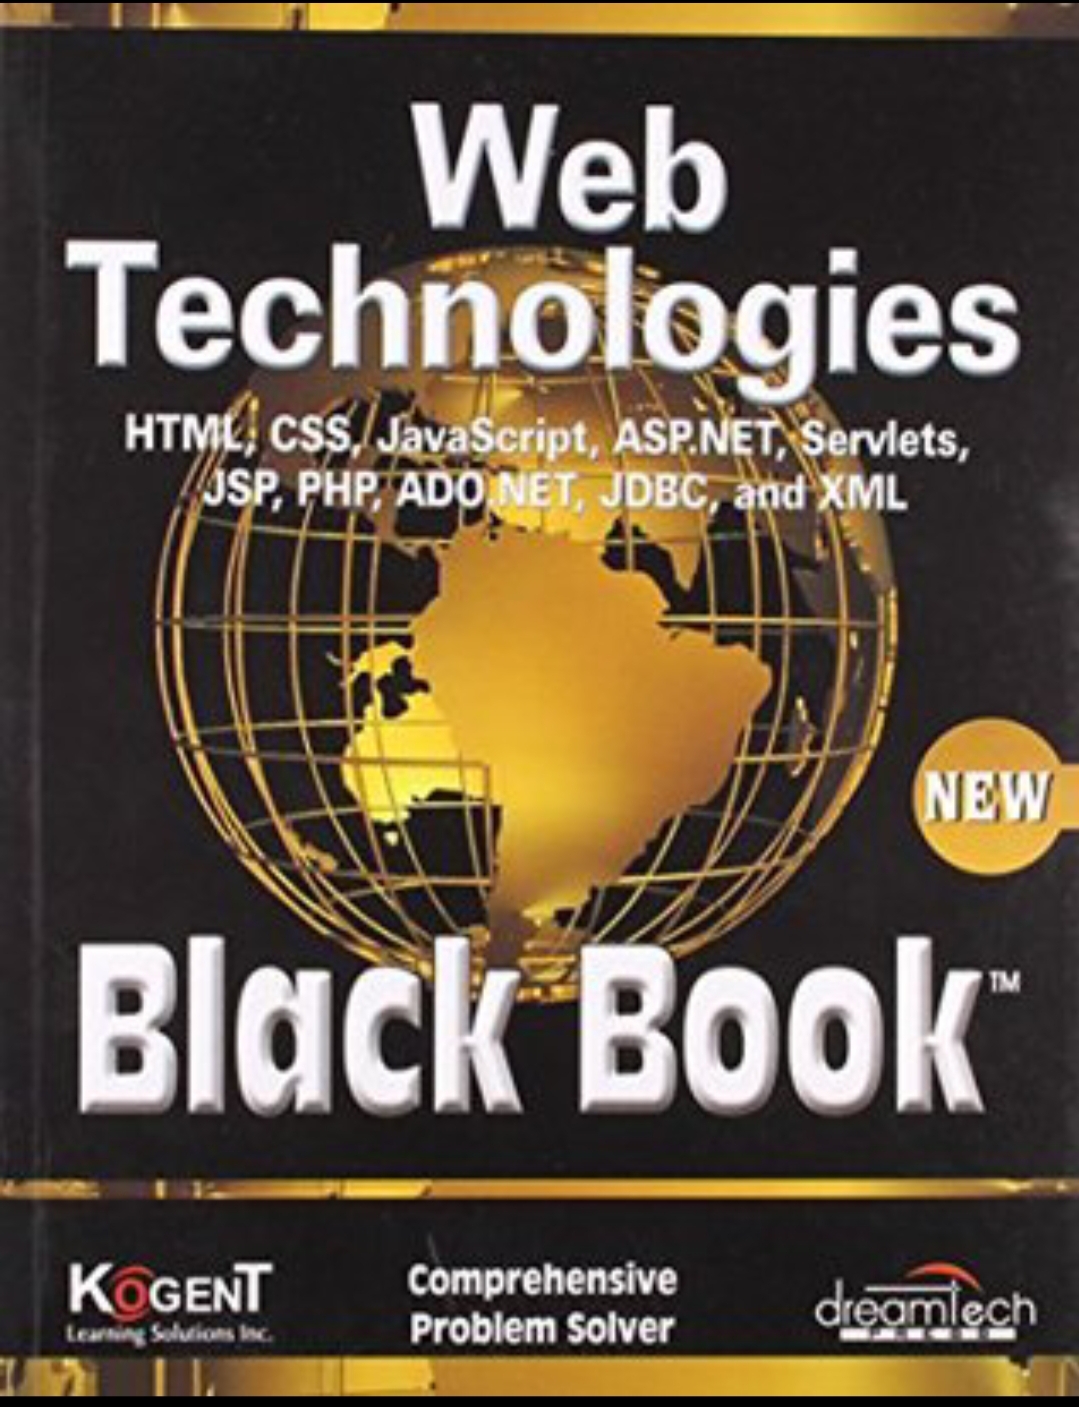 Web
Technologies
HTML, CSS, JavaScript, ASP.NET, Servlets,
JSP, PHP, ADO.NET, JDBC, and XML
NEW
Black Book™
KOGENT
Learning Solutions Inc.
Comprehensive
Problem Solver
dreamtech
PRESS